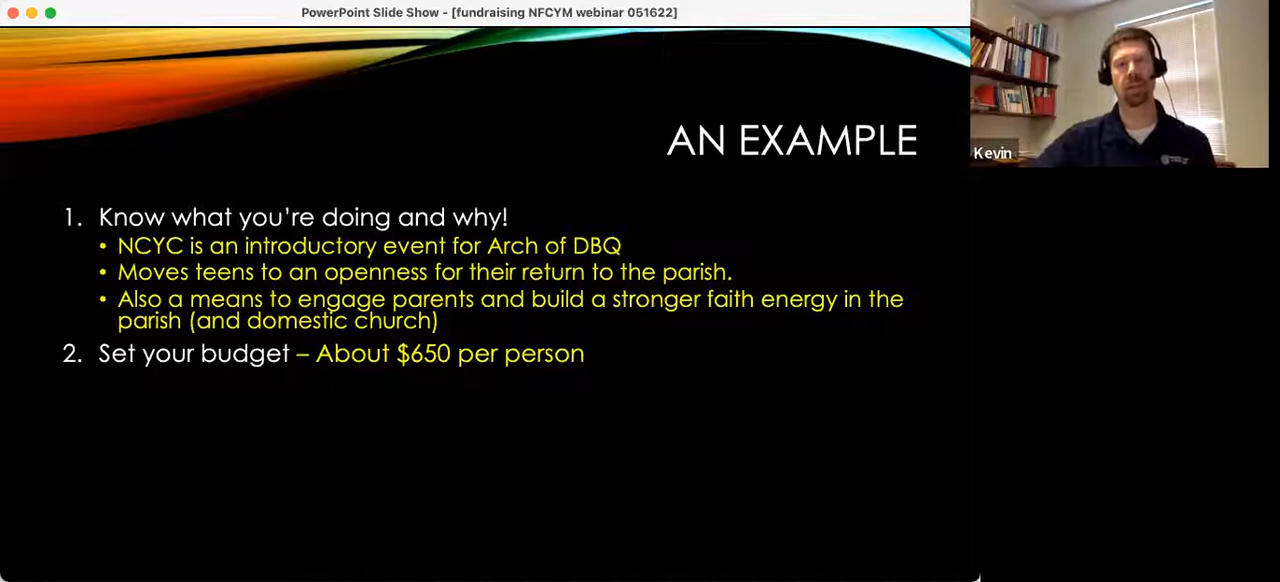 PowerPoint Slide Show - [fundraising NFCYM webinar 051622]
AN EXAMPLE
Kevin
1. Know what you're doing and why!
• NCYC is an introductory event for Arch of DBQ
• Moves teens to an openness for their return to the parish.
• Also a means to engage parents and build a stronger faith energy in the
parish (and domestic church)
2. Set your budget – About $650 per person